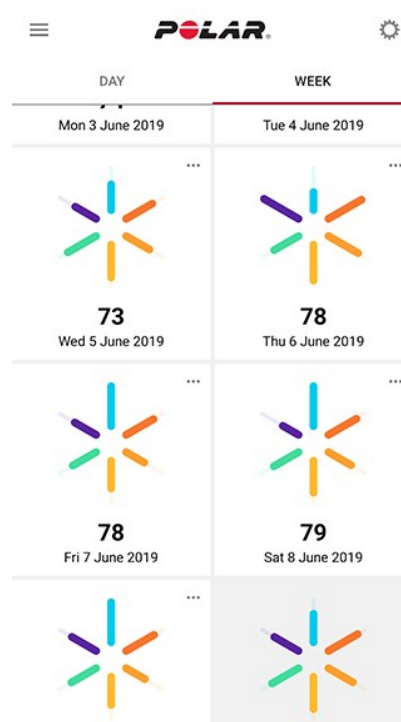 POLAR.
DAY
WEEK
Mon 3 June 2019
Tue 4 June 2019
73
Wed 5 June 2019
78
Thu 6 June 2019
78
Fri 7 June 2019
79
Sat 8 June 2019